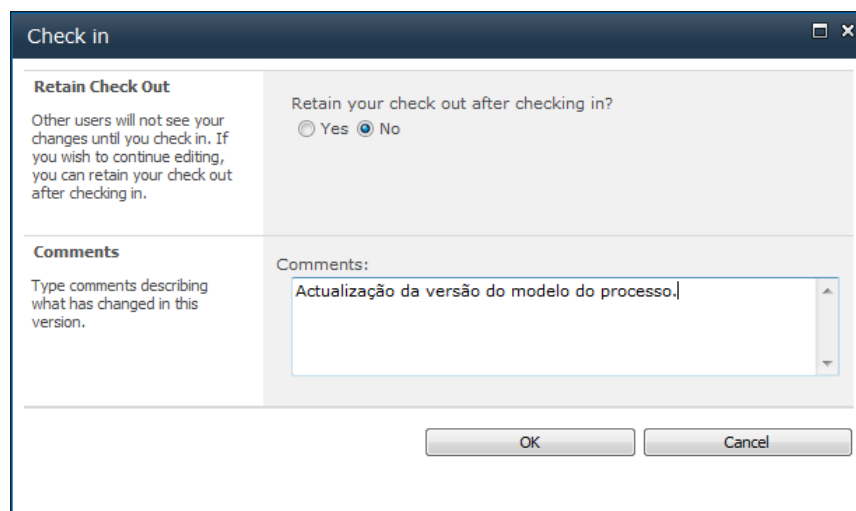 Check in
Retain Check Out
Other users will not see your
changes until you check in. If
you wish to continue editing,
you can retain your check out
after checking in.
Retain your check out after checking in?
Yes No
Comments
Type comments describing
what has changed in this
version.
Comments:
Actualização da versão do modelo do processo.
OK Cancel